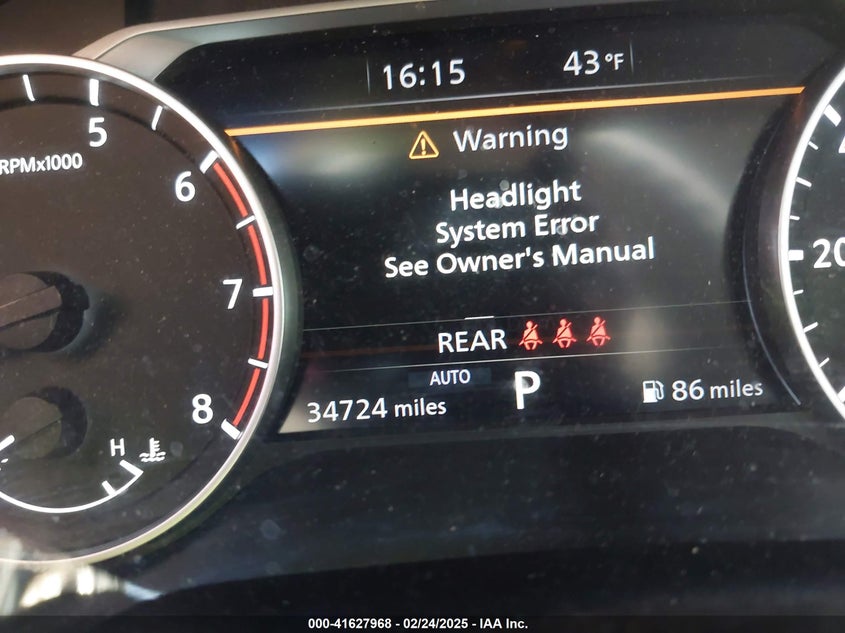 16:15 43°F
5
RPMx1000
Warning
6
Headlight
System Error
See Owner's Manual
20
7
REAR
AUTO
P
8
34724 miles
86 miles
H
000-41627968 - 02/24/2025 - IAA Inc.